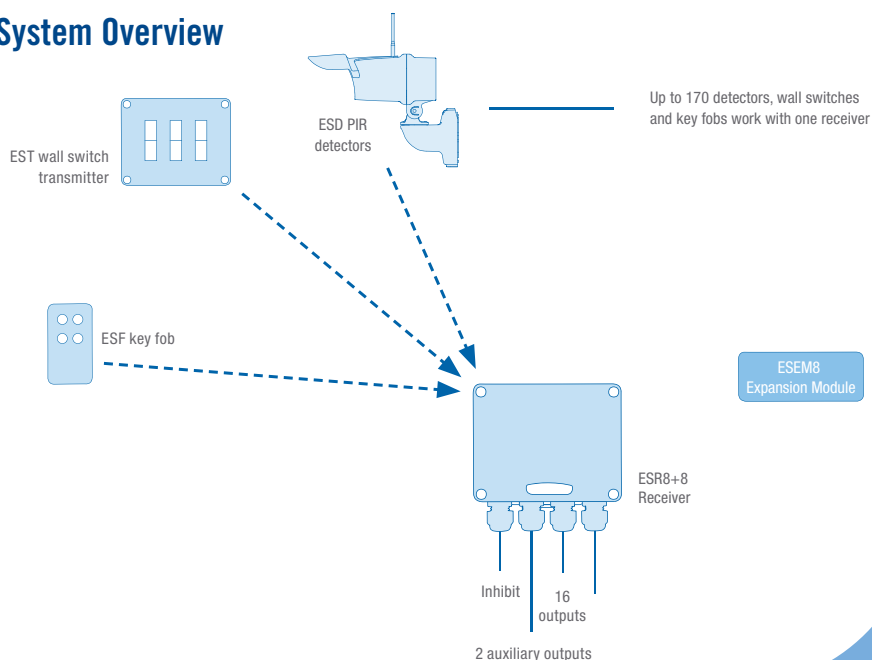 System Overview
Up to 170 detectors, wall switches
and key fobs work with one receiver
ESD PIR
detectors
EST wall switch
transmitter
ESF key fob
ESEM8
Expansion Module
ESR8+8
Receiver
Inhibit
16
outputs
2 auxiliary outputs